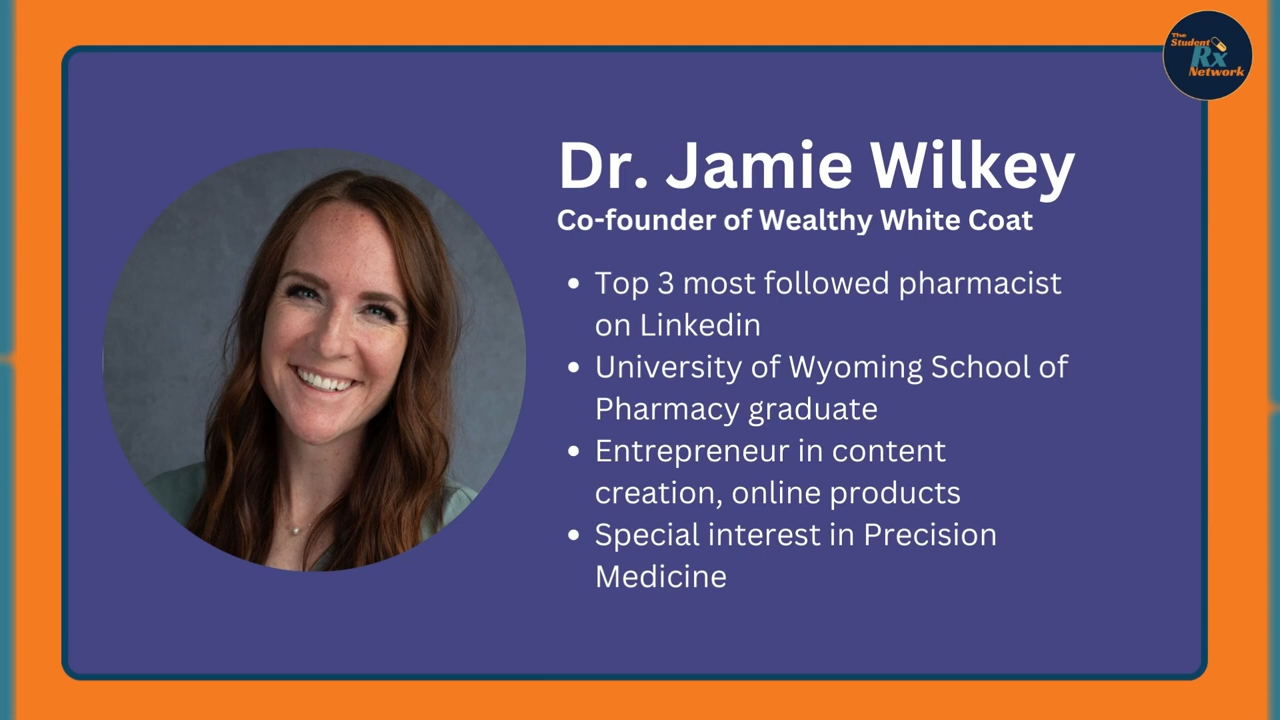 The
Student
Rx
Network
Dr. Jamie Wilkey
Co-founder of Wealthy White Coat
• Top 3 most followed pharmacist
on Linkedin
• University of Wyoming School of
Pharmacy graduate
• Entrepreneur in content
creation, online products
• Special interest in Precision
Medicine